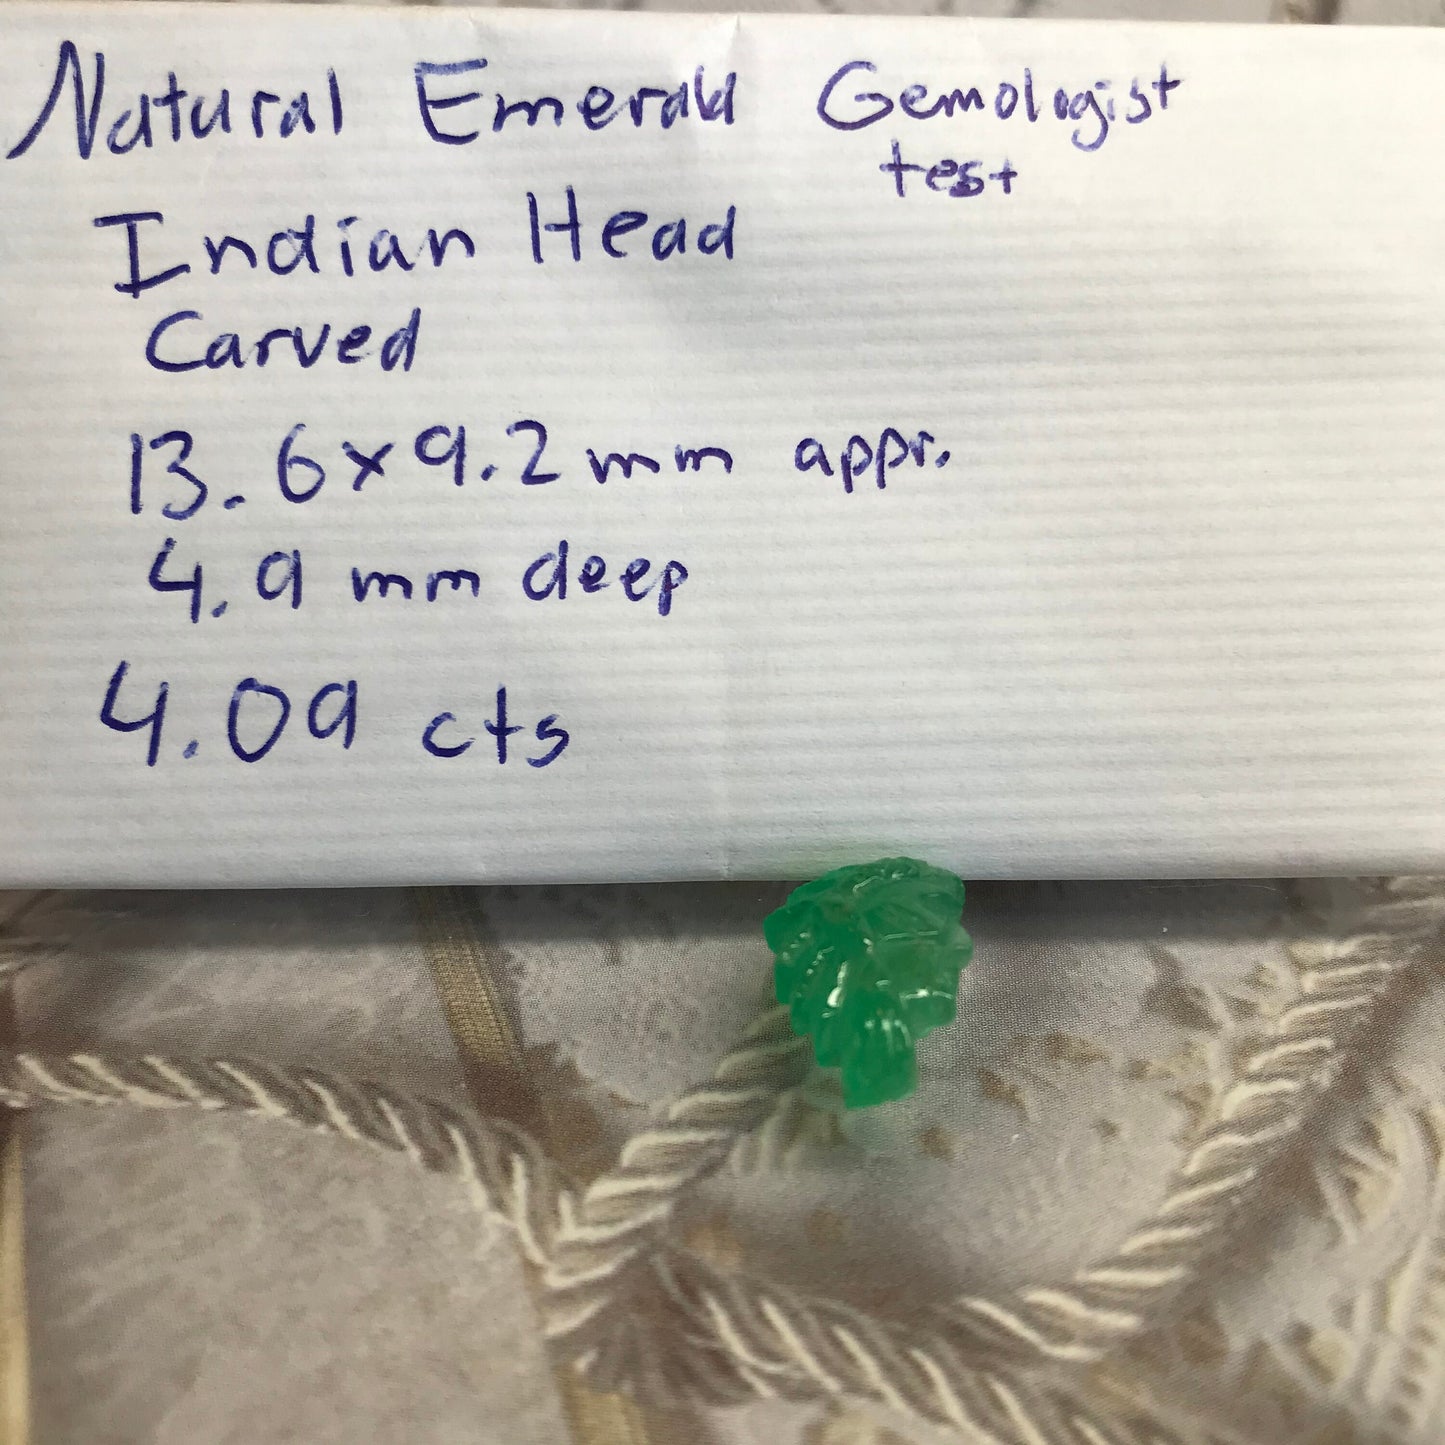 Natural Emerald Gemologist
test
Indian Head
Carved
13.6x9.2mm appr.
4.9 mm deep
4.09 cts